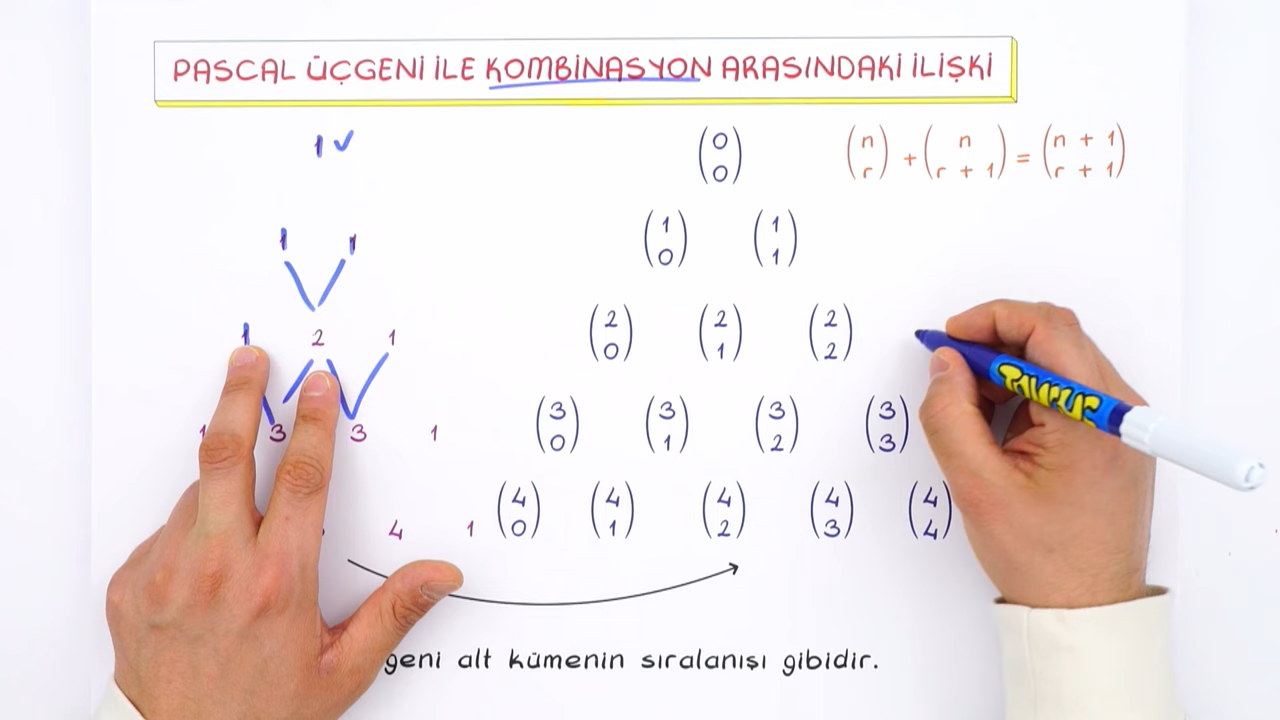 PASCAL ÜÇGENİ İLE KOMBİNASYON ARASINDAKİ İLİŞKİ
1 ✓
1 1
1 2 1
1 3 3 1
4 1
(0 0)
(1 0) (1 1)
(2 0) (2 1) (2 2)
(3 0) (3 1) (3 2) (3 3)
(4 0) (4 1) (4 2) (4 3) (4 4)
(n r) + (n r + 1) = (n + 1 r + 1)
geni alt kümenin sıralanışı gibidir.